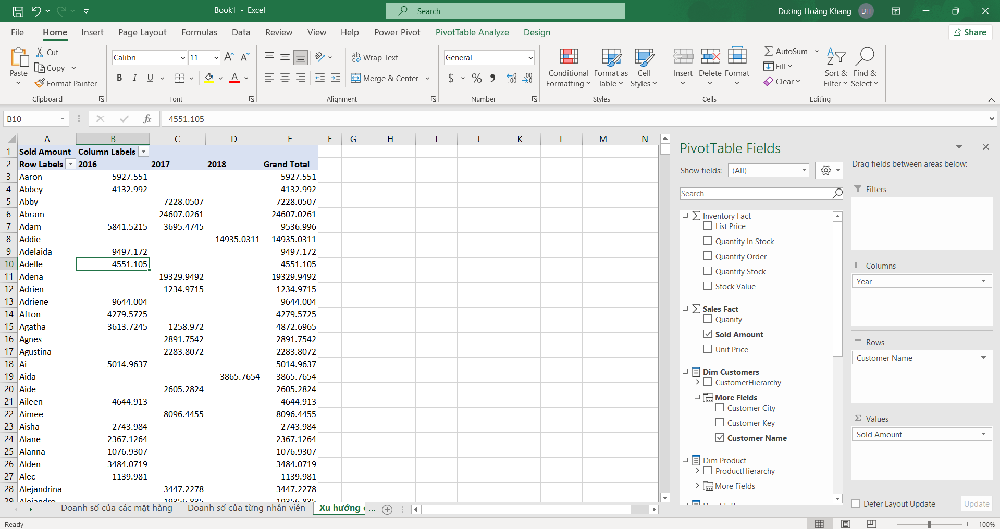 Book1 - Excel
Search
Dương Hoàng Khang
DH
File Home Insert Page Layout Formulas Data Review View Help Power Pivot PivotTable Analyze Design Share
Paste
Cut
Copy
Format Painter
Clipboard
Calibri 11
B I U
Font
Wrap Text
Merge & Center
Alignment
General
$ % ,
Number
Conditional Formatting
Format as Table
Cell Styles
Styles
Insert Delete Format
Cells
AutoSum
Fill
Clear
Sort & Filter
Find & Select
Editing
B10 fx 4551.105
A B C D E F G H I J K L M N
1 Sold Amount Column Labels
2 Row Labels 2016 2017 2018 Grand Total
3 Aaron 5927.551 5927.551
4 Abbey 4132.992 4132.992
5 Abby 7228.0507 7228.0507
6 Abram 24607.0261 24607.0261
7 Adam 5841.5215 3695.4745 9536.996
8 Addie 14935.0311 14935.0311
9 Adelaida 9497.172 9497.172
10 Adelle 4551.105 4551.105
11 Adena 19329.9492 19329.9492
12 Adrien 1234.9715 1234.9715
13 Adriene 9644.004 9644.004
14 Afton 4279.5725 4279.5725
15 Agatha 3613.7245 1258.972 4872.6965
16 Agnes 2891.7542 2891.7542
17 Agustina 2283.8072 2283.8072
18 Ai 5014.9637 5014.9637
19 Aida 3865.7654 3865.7654
20 Aide 2605.2824 2605.2824
21 Aileen 4644.913 4644.913
22 Aimee 8096.4455 8096.4455
23 Aisha 2743.984 2743.984
24 Alane 2367.1264 2367.1264
25 Alanna 1076.9307 1076.9307
26 Alden 3484.0719 3484.0719
27 Alec 1139.981 1139.981
28 Alejandrina 3447.2278 3447.2278
29 Alejandro 19356.835 19356.835
Doanh số của các mặt hàng Doanh số của từng nhân viên Xu hướng ...
Ready
100%
PivotTable Fields
Show fields: (All)
Search
Inventory Fact
List Price
Quantity In Stock
Quantity Order
Quantity Stock
Stock Value
Sales Fact
Quanity
Sold Amount
Unit Price
Dim Customers
CustomerHierarchy
More Fields
Customer City
Customer Key
Customer Name
Dim Product
ProductHierarchy
More Fields
Drag fields between areas below:
Filters
Columns
Year
Rows
Customer Name
Values
Sold Amount
Defer Layout Update
Update